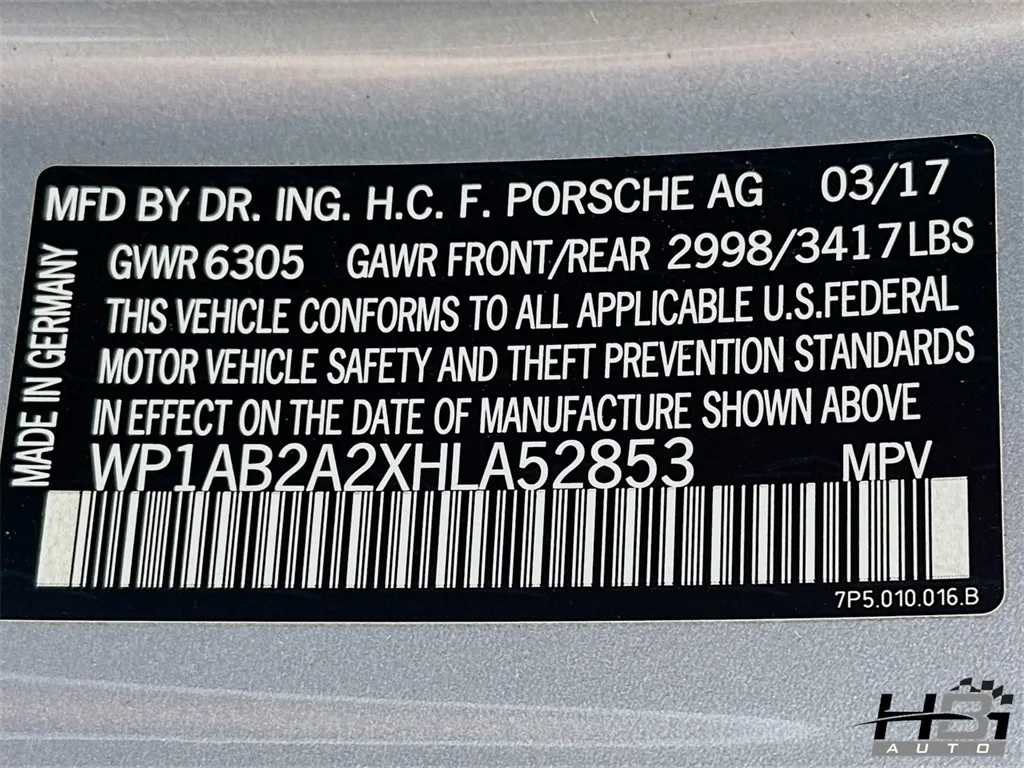 MFD BY DR. ING. H.C. F. PORSCHE AG 03/17
GVWR 6305 GAWR FRONT/REAR 2998/3417 LBS
THIS VEHICLE CONFORMS TO ALL APPLICABLE U.S.FEDERAL
MOTOR VEHICLE SAFETY AND THEFT PREVENTION STANDARDS
IN EFFECT ON THE DATE OF MANUFACTURE SHOWN ABOVE
WP1AB2A2XHLA52853 MPV
7P5.010.016.B
MADE IN GERMANY
HBI
AUTO